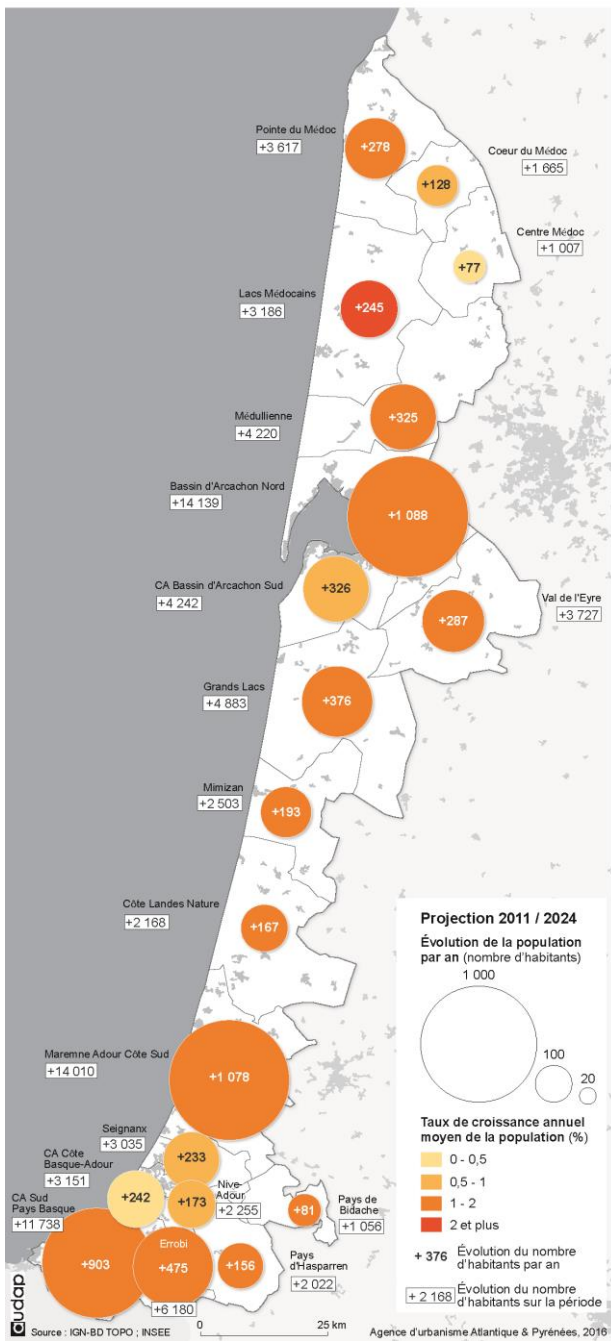 Pointe du Médoc
+3 617
+278
Coeur du Médoc
+1 665
+128
Centre Médoc
+1 007
+77
Lacs Médocains
+3 186
+245
Médullienne
+4 220
+325
Bassin d'Arcachon Nord
+14 139
+1 088
CA Bassin d'Arcachon Sud
+4 242
+326
Val de l'Eyre
+3 727
+287
Grands Lacs
+4 883
+376
Mimizan
+2 503
+193
Côte Landes Nature
+2 168
+167
Maremne Adour Côte Sud
+14 010
+1 078
Seignanx
+3 035
+233
CA Côte
Basque-Adour
+3 151
+242
Nive-
Adour
+2 255
+173
CA Sud
Pays Basque
+11 738
+903
Errobi
+475
+6 180
+156
Pays
d'Hasparren
+2 022
+81
Pays de
Bidache
+1 056
Projection 2011 / 2024
Évolution de la population
par an (nombre d'habitants)
1 000
100
20
Taux de croissance annuel
moyen de la population (%)
0 - 0,5
0,5 - 1
1 - 2
2 et plus
+ 376 Évolution du nombre
d'habitants par an
+ 2 168 Évolution du nombre
d'habitants sur la période
audap
Source : IGN-BD TOPO ; INSEE
0 25 km
Agence d'urbanisme Atlantique & Pyrénées, 2016